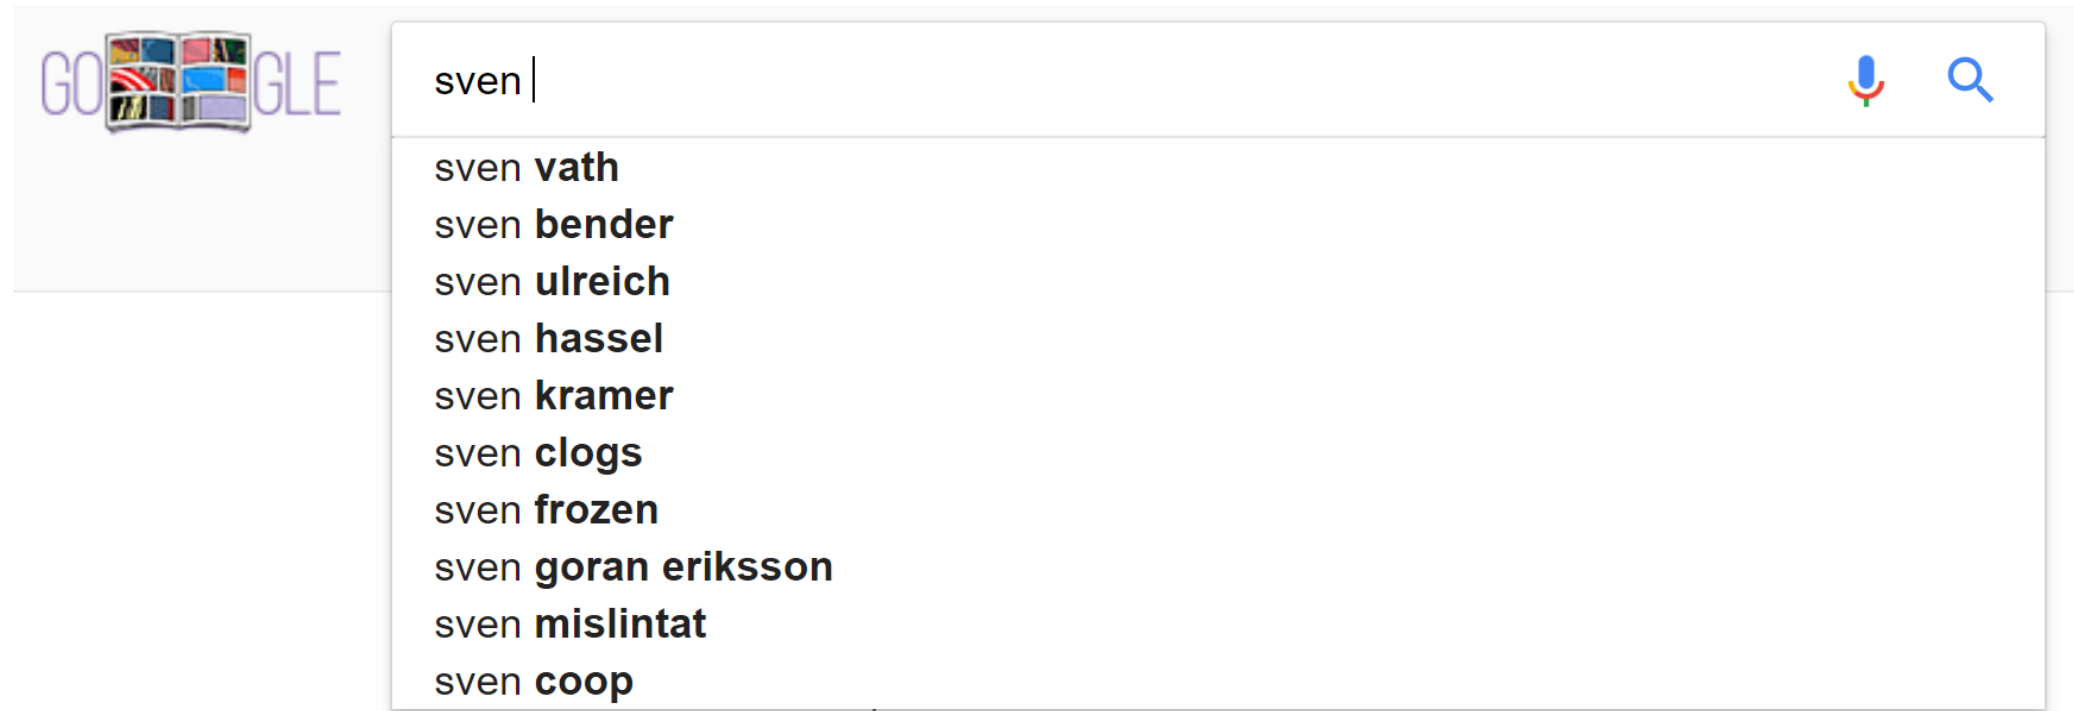 GOOGLE
sven
sven vath
sven bender
sven ulreich
sven hassel
sven kramer
sven clogs
sven frozen
sven goran eriksson
sven mislintat
sven coop